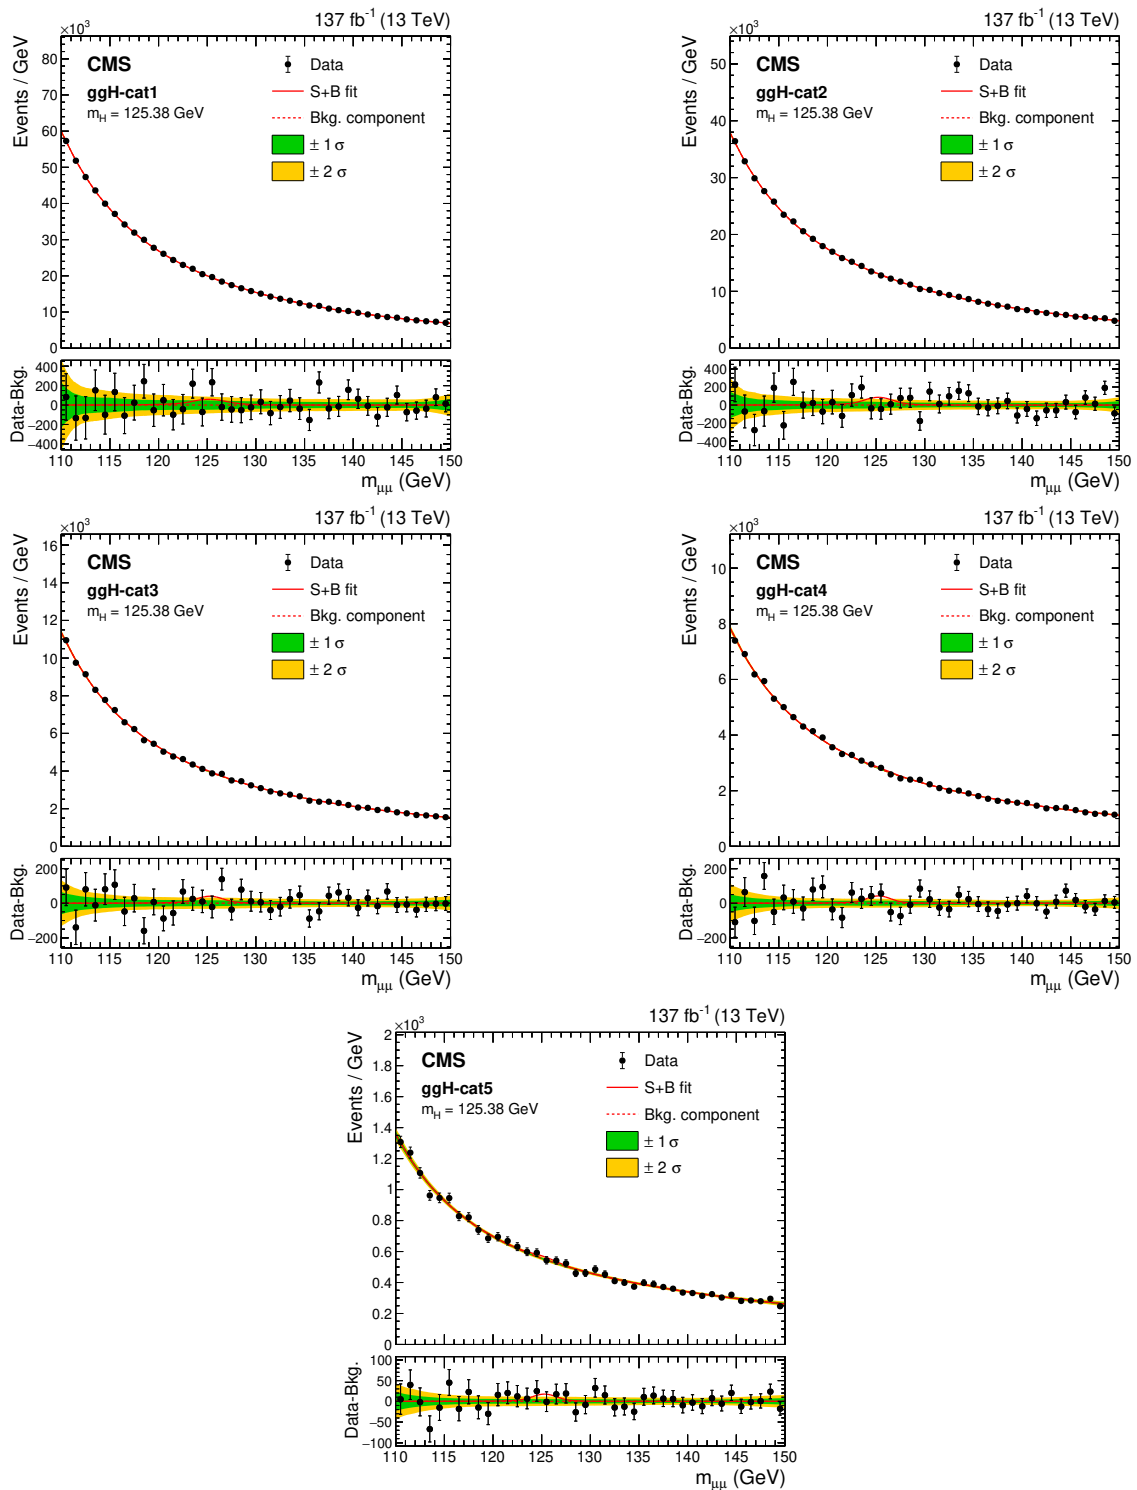 137 fb⁻¹ (13 TeV)
×10³
Events / GeV
CMS
ggH-cat1
m_H = 125.38 GeV
Data
S+B fit
Bkg. component
± 1 σ
± 2 σ
80
70
60
50
40
30
20
10
0
Data-Bkg.
400
200
0
−200
−400
110 115 120 125 130 135 140 145 150
m_μμ (GeV)
137 fb⁻¹ (13 TeV)
×10³
Events / GeV
CMS
ggH-cat2
m_H = 125.38 GeV
Data
S+B fit
Bkg. component
± 1 σ
± 2 σ
50
40
30
20
10
0
Data-Bkg.
400
200
0
−200
−400
110 115 120 125 130 135 140 145 150
m_μμ (GeV)
137 fb⁻¹ (13 TeV)
×10³
Events / GeV
CMS
ggH-cat3
m_H = 125.38 GeV
Data
S+B fit
Bkg. component
± 1 σ
± 2 σ
16
14
12
10
8
6
4
2
0
Data-Bkg.
200
0
−200
110 115 120 125 130 135 140 145 150
m_μμ (GeV)
137 fb⁻¹ (13 TeV)
×10³
Events / GeV
CMS
ggH-cat4
m_H = 125.38 GeV
Data
S+B fit
Bkg. component
± 1 σ
± 2 σ
10
8
6
4
2
0
Data-Bkg.
200
0
−200
110 115 120 125 130 135 140 145 150
m_μμ (GeV)
137 fb⁻¹ (13 TeV)
×10³
Events / GeV
CMS
ggH-cat5
m_H = 125.38 GeV
Data
S+B fit
Bkg. component
± 1 σ
± 2 σ
2
1.8
1.6
1.4
1.2
1
0.8
0.6
0.4
0.2
0
Data-Bkg.
100
50
0
−50
−100
110 115 120 125 130 135 140 145 150
m_μμ (GeV)